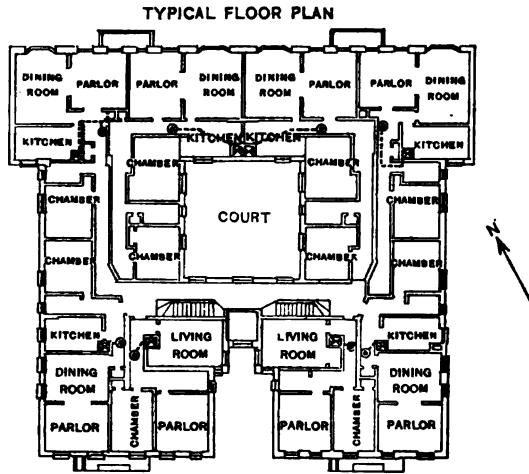 TYPICAL FLOOR PLAN
DINING ROOM
PARLOR
PARLOR
DINING ROOM
DINING ROOM
PARLOR
PARLOR
DINING ROOM
KITCHEN
KITCHEN
KITCHEN
KITCHEN
CHAMBER
CHAMBER
CHAMBER
CHAMBER
COURT
CHAMBER
CHAMBER
CHAMBER
CHAMBER
N
KITCHEN
LIVING ROOM
LIVING ROOM
KITCHEN
DINING ROOM
DINING ROOM
PARLOR
CHAMBER
PARLOR
PARLOR
CHAMBER
PARLOR